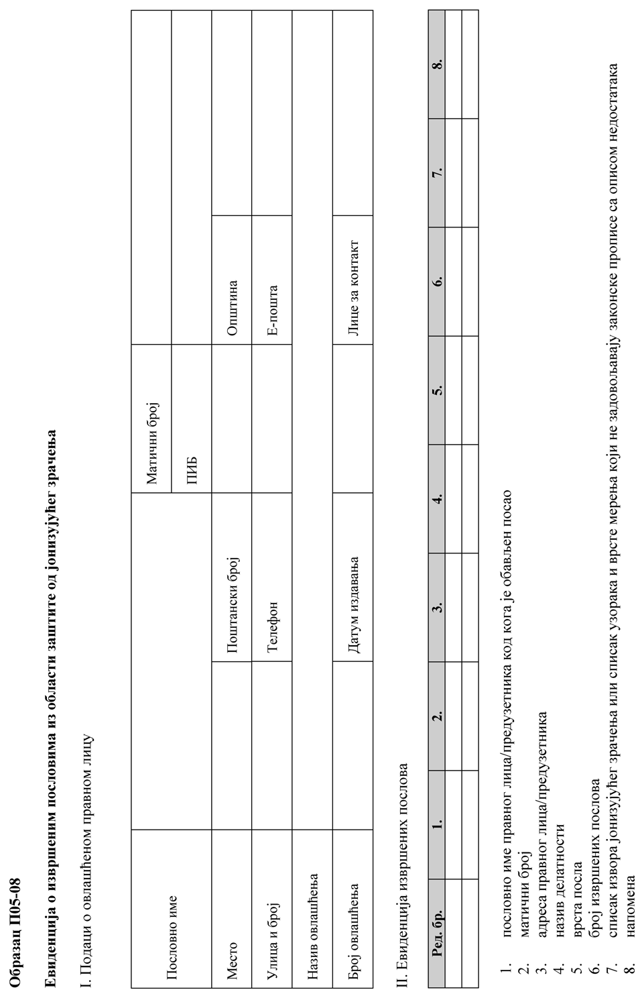 Образац П05-08
Евиденција о извршеним пословима из области заштите од јонизујућег зрачења
I. Подаци о овлашћеном правном лицу
Пословно име Матични број
ПИБ
Место Поштански број Општина
Улица и број Телефон Е-пошта
Назив овлашћења
Број овлашћења Датум издавања Лице за контакт
II. Евиденција извршених послова
Ред. бр. 1. 2. 3. 4. 5. 6. 7. 8.
1. пословно име правног лица/предузетника код кога је обављен посао
2. матични број
3. адреса правног лица/предузетника
4. назив делатности
5. врста посла
6. број извршених послова
7. списак извора јонизујућег зрачења или списак узорака и врсте мерења који не задовољавају законске прописе са описом недостатака
8. напомена